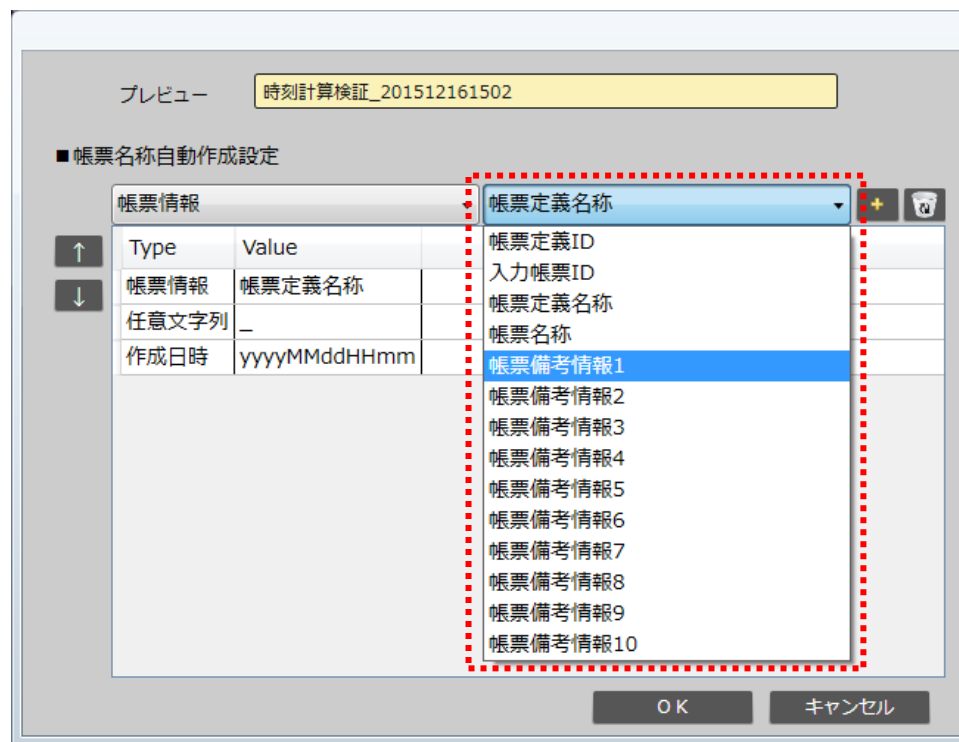 プレビュー 時刻計算検証_201512161502
■帳票名称自動作成設定
帳票情報 帳票定義名称 +
↑ Type Value
↓ 帳票情報 帳票定義名称
任意文字列 _
作成日時 yyyyMMddHHmm
帳票定義ID
入力帳票ID
帳票定義名称
帳票名称
帳票備考情報1
帳票備考情報2
帳票備考情報3
帳票備考情報4
帳票備考情報5
帳票備考情報6
帳票備考情報7
帳票備考情報8
帳票備考情報9
帳票備考情報10
OK キャンセル